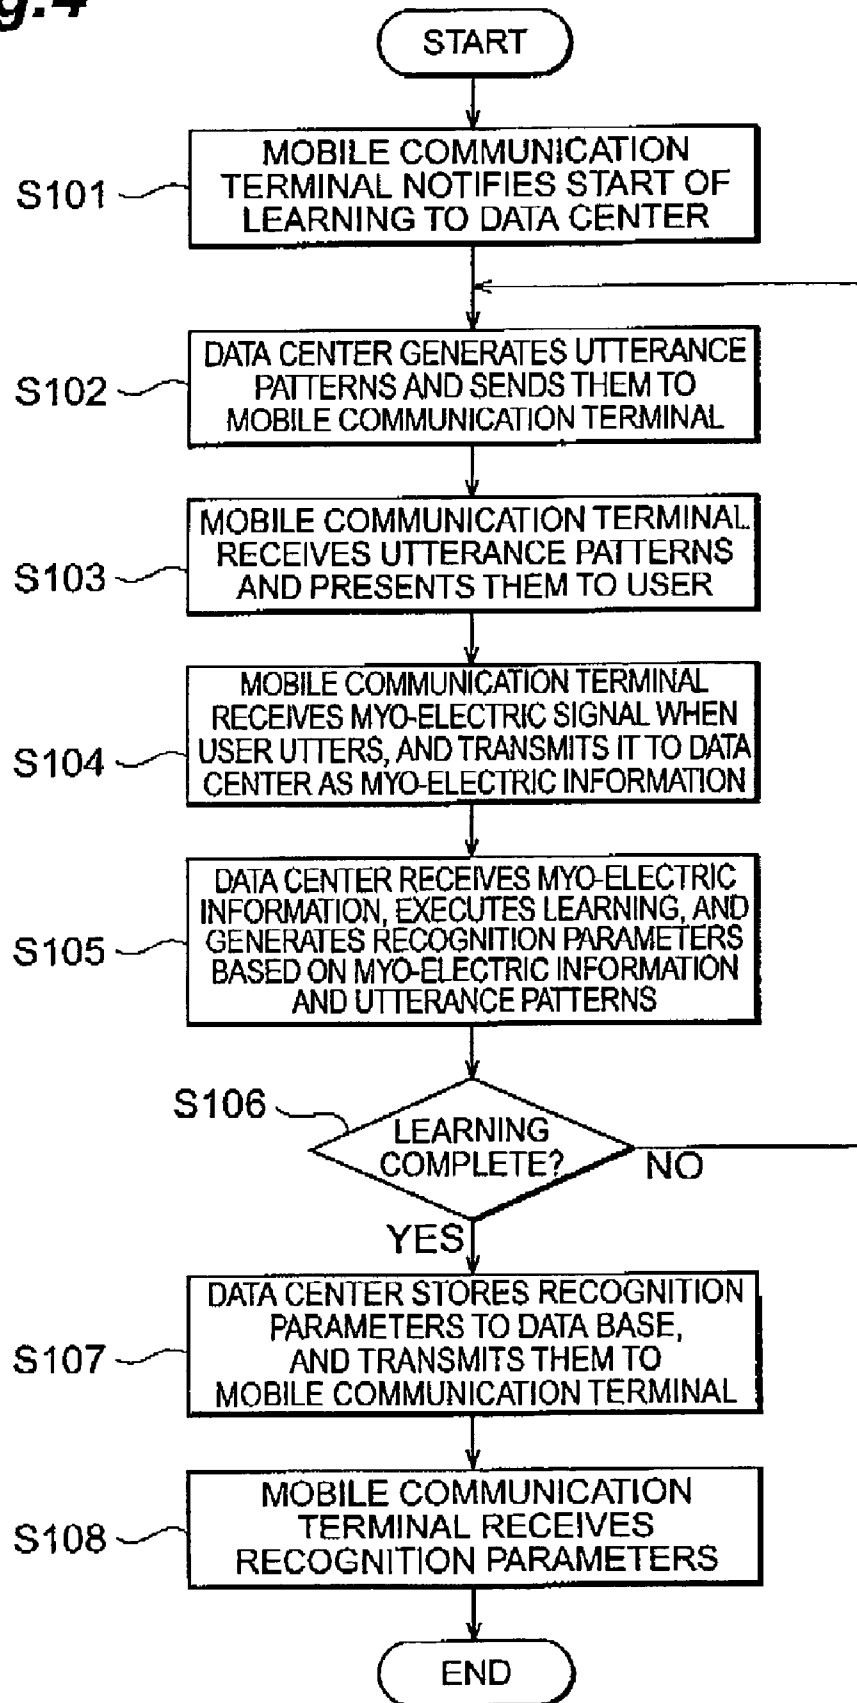 g.4
START
S101
MOBILE COMMUNICATION
TERMINAL NOTIFIES START OF
LEARNING TO DATA CENTER
S102
DATA CENTER GENERATES UTTERANCE
PATTERNS AND SENDS THEM TO
MOBILE COMMUNICATION TERMINAL
S103
MOBILE COMMUNICATION TERMINAL
RECEIVES UTTERANCE PATTERNS
AND PRESENTS THEM TO USER
S104
MOBILE COMMUNICATION TERMINAL
RECEIVES MYO-ELECTRIC SIGNAL WHEN
USER UTTERS, AND TRANSMITS IT TO DATA
CENTER AS MYO-ELECTRIC INFORMATION
S105
DATA CENTER RECEIVES MYO-ELECTRIC
INFORMATION, EXECUTES LEARNING, AND
GENERATES RECOGNITION PARAMETERS
BASED ON MYO-ELECTRIC INFORMATION
AND UTTERANCE PATTERNS
S106
LEARNING
COMPLETE?
NO
YES
S107
DATA CENTER STORES RECOGNITION
PARAMETERS TO DATA BASE,
AND TRANSMITS THEM TO
MOBILE COMMUNICATION TERMINAL
S108
MOBILE COMMUNICATION
TERMINAL RECEIVES
RECOGNITION PARAMETERS
END